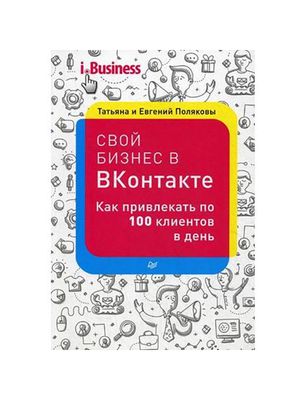 i.Business
Татьяна и Евгений Поляковы
СВОЙ
БИЗНЕС В
ВКонтакте
Как привлекать по
100 клиентов
в день